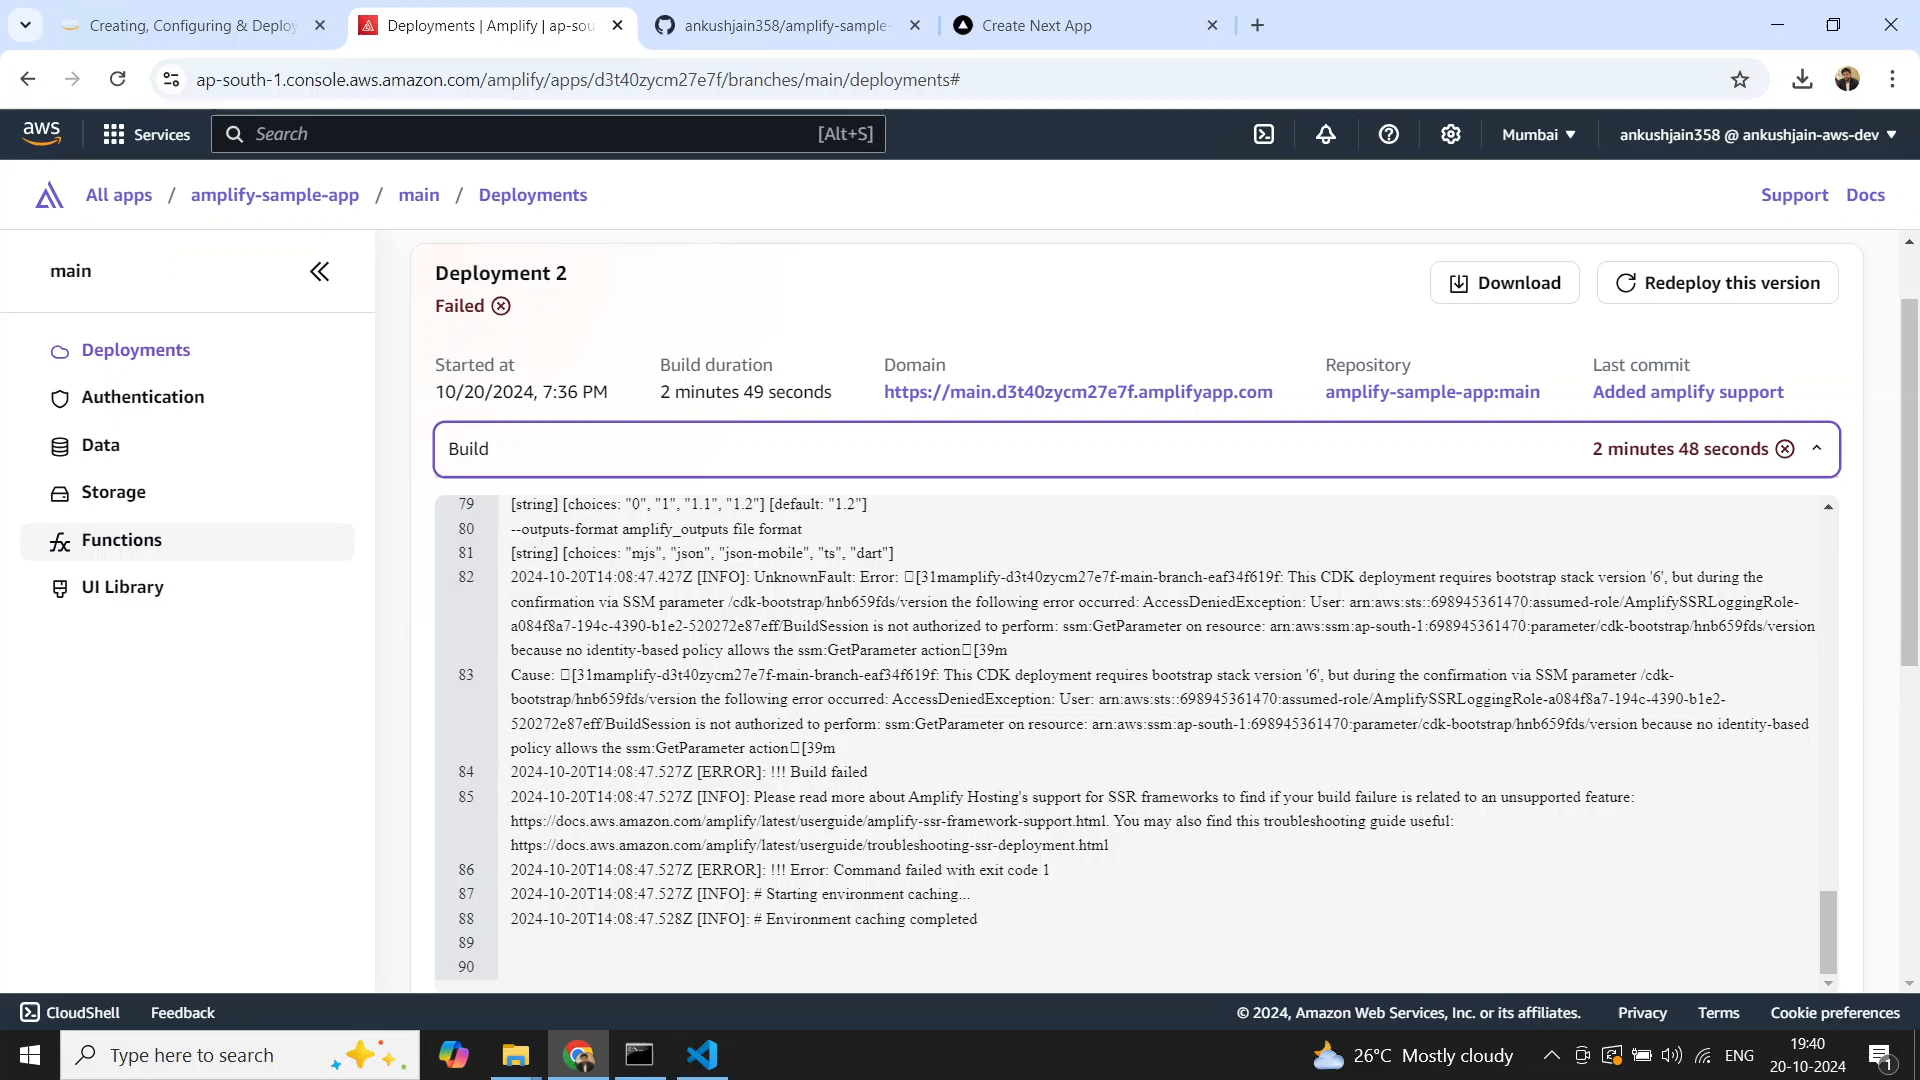 Creating, Configuring & Deploy
Deployments | Amplify | ap-sou
ankushjain358/amplify-sample-
Create Next App
ap-south-1.console.aws.amazon.com/amplify/apps/d3t40zycm27e7f/branches/main/deployments#
aws
Services
Search
[Alt+S]
Mumbai
ankushjain358 @ ankushjain-aws-dev
All apps / amplify-sample-app / main / Deployments
Support
Docs
main
Deployments
Authentication
Data
Storage
Functions
UI Library
Deployment 2
Failed
Download
Redeploy this version
Started at
10/20/2024, 7:36 PM
Build duration
2 minutes 49 seconds
Domain
https://main.d3t40zycm27e7f.amplifyapp.com
Repository
amplify-sample-app:main
Last commit
Added amplify support
Build
2 minutes 48 seconds
79 [string] [choices: "0", "1", "1.1", "1.2"] [default: "1.2"]
80 --outputs-format amplify_outputs file format
81 [string] [choices: "mjs", "json", "json-mobile", "ts", "dart"]
82 2024-10-20T14:08:47.427Z [INFO]: UnknownFault: Error: [31mamplify-d3t40zycm27e7f-main-branch-eaf34f619f: This CDK deployment requires bootstrap stack version '6', but during the
confirmation via SSM parameter /cdk-bootstrap/hnb659fds/version the following error occurred: AccessDeniedException: User: arn:aws:sts::698945361470:assumed-role/AmplifySSRLoggingRole-
a084f8a7-194c-4390-b1e2-520272e87eff/BuildSession is not authorized to perform: ssm:GetParameter on resource: arn:aws:ssm:ap-south-1:698945361470:parameter/cdk-bootstrap/hnb659fds/version
because no identity-based policy allows the ssm:GetParameter action[39m
83 Cause: [31mamplify-d3t40zycm27e7f-main-branch-eaf34f619f: This CDK deployment requires bootstrap stack version '6', but during the confirmation via SSM parameter /cdk-
bootstrap/hnb659fds/version the following error occurred: AccessDeniedException: User: arn:aws:sts::698945361470:assumed-role/AmplifySSRLoggingRole-a084f8a7-194c-4390-b1e2-
520272e87eff/BuildSession is not authorized to perform: ssm:GetParameter on resource: arn:aws:ssm:ap-south-1:698945361470:parameter/cdk-bootstrap/hnb659fds/version because no identity-based
policy allows the ssm:GetParameter action[39m
84 2024-10-20T14:08:47.527Z [ERROR]: !!! Build failed
85 2024-10-20T14:08:47.527Z [INFO]: Please read more about Amplify Hosting's support for SSR frameworks to find if your build failure is related to an unsupported feature:
https://docs.aws.amazon.com/amplify/latest/userguide/amplify-ssr-framework-support.html. You may also find this troubleshooting guide useful:
https://docs.aws.amazon.com/amplify/latest/userguide/troubleshooting-ssr-deployment.html
86 2024-10-20T14:08:47.527Z [ERROR]: !!! Error: Command failed with exit code 1
87 2024-10-20T14:08:47.527Z [INFO]: # Starting environment caching...
88 2024-10-20T14:08:47.528Z [INFO]: # Environment caching completed
89
90
CloudShell
Feedback
© 2024, Amazon Web Services, Inc. or its affiliates.
Privacy
Terms
Cookie preferences
Type here to search
26°C Mostly cloudy
ENG
19:40
20-10-2024
1